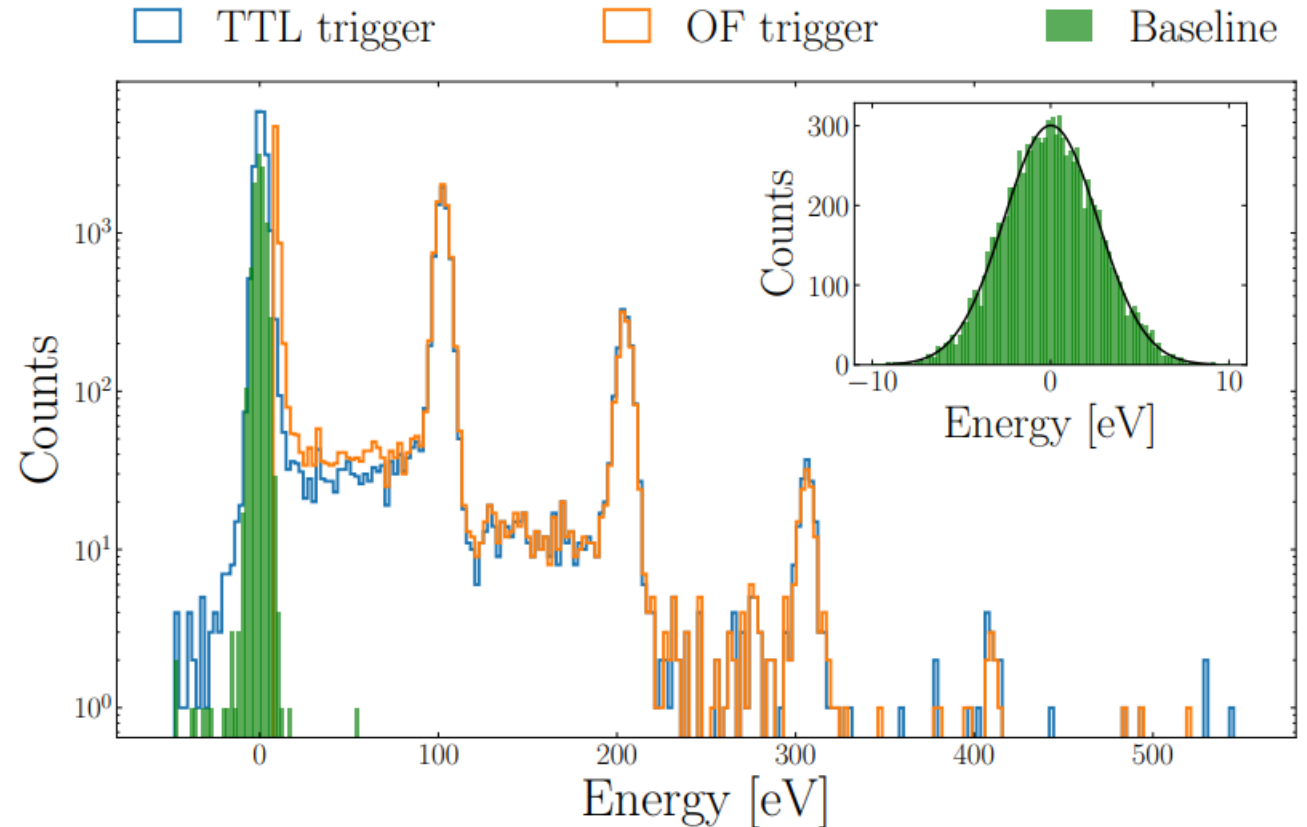 TTL trigger OF trigger Baseline
Counts
10³
10²
10¹
10⁰
0 100 200 300 400 500
Energy [eV]
Counts
300
200
100
0
−10 0 10
Energy [eV]